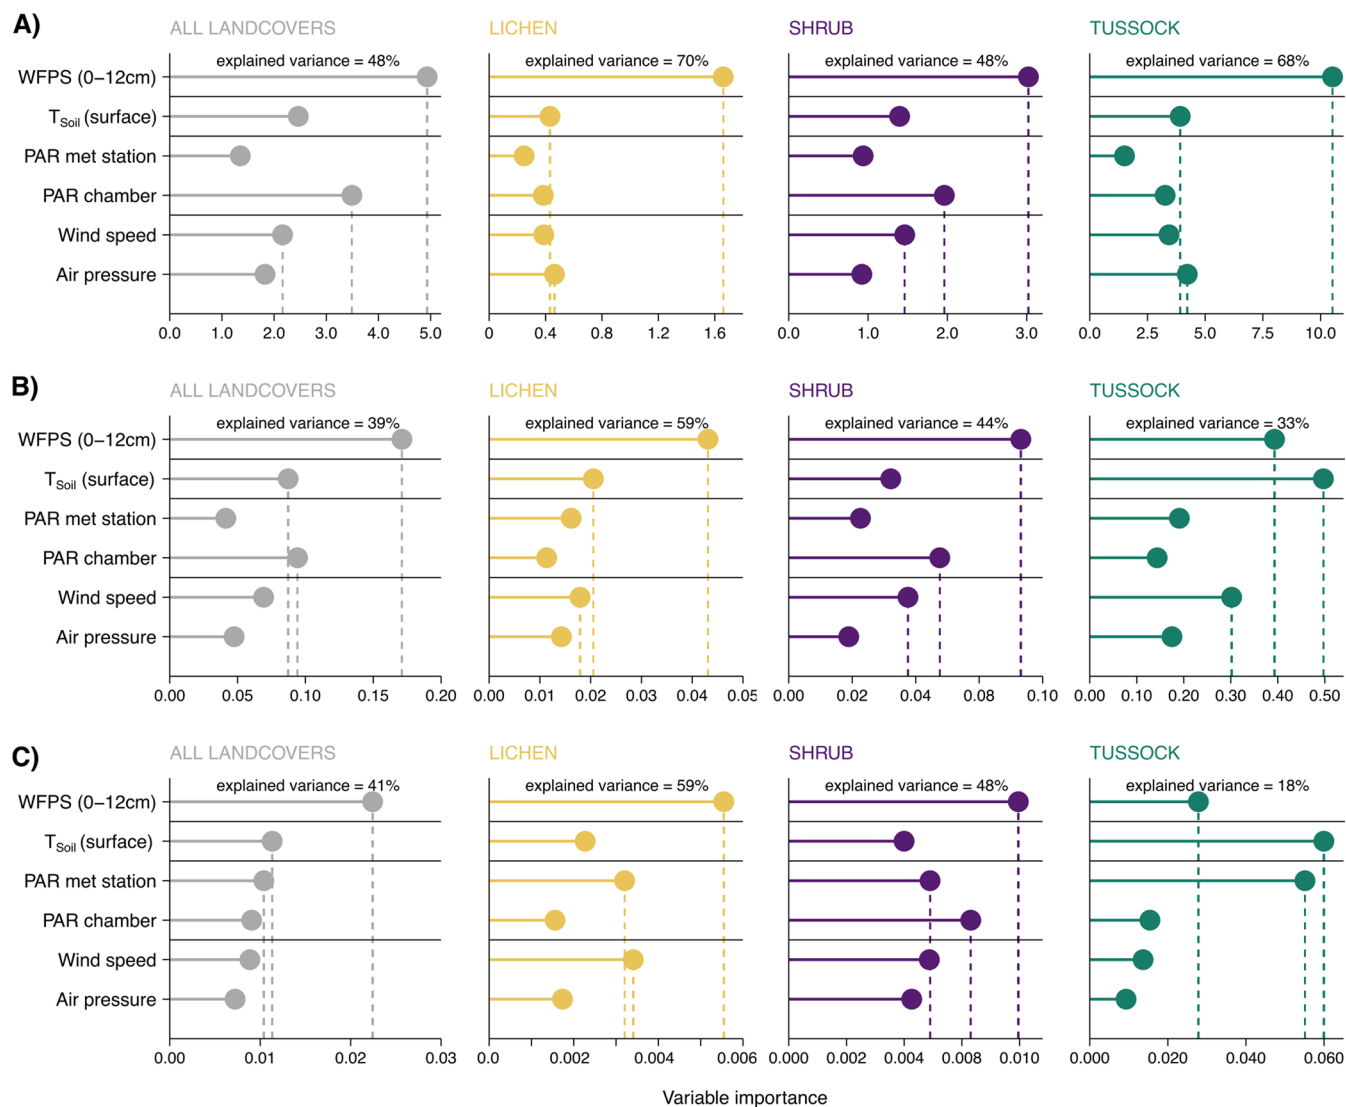 A)
ALL LANDCOVERS LICHEN SHRUB TUSSOCK
explained variance = 48% explained variance = 70% explained variance = 48% explained variance = 68%
WFPS (0−12cm)
TSoil (surface)
PAR met station
PAR chamber
Wind speed
Air pressure
0.0 1.0 2.0 3.0 4.0 5.0 0 0.4 0.8 1.2 1.6 0.0 1.0 2.0 3.0 0.0 2.5 5.0 7.5 10.0
B)
ALL LANDCOVERS LICHEN SHRUB TUSSOCK
explained variance = 39% explained variance = 59% explained variance = 44% explained variance = 33%
WFPS (0−12cm)
TSoil (surface)
PAR met station
PAR chamber
Wind speed
Air pressure
0.00 0.05 0.10 0.15 0.20 0.00 0.01 0.02 0.03 0.04 0.05 0.00 0.02 0.04 0.08 0.10 0.00 0.10 0.20 0.30 0.40 0.50
C)
ALL LANDCOVERS LICHEN SHRUB TUSSOCK
explained variance = 41% explained variance = 59% explained variance = 48% explained variance = 18%
WFPS (0−12cm)
TSoil (surface)
PAR met station
PAR chamber
Wind speed
Air pressure
0.00 0.01 0.02 0.03 0.0 0.002 0.004 0.006 0.000 0.002 0.004 0.008 0.010 0.000 0.020 0.040 0.060
Variable importance